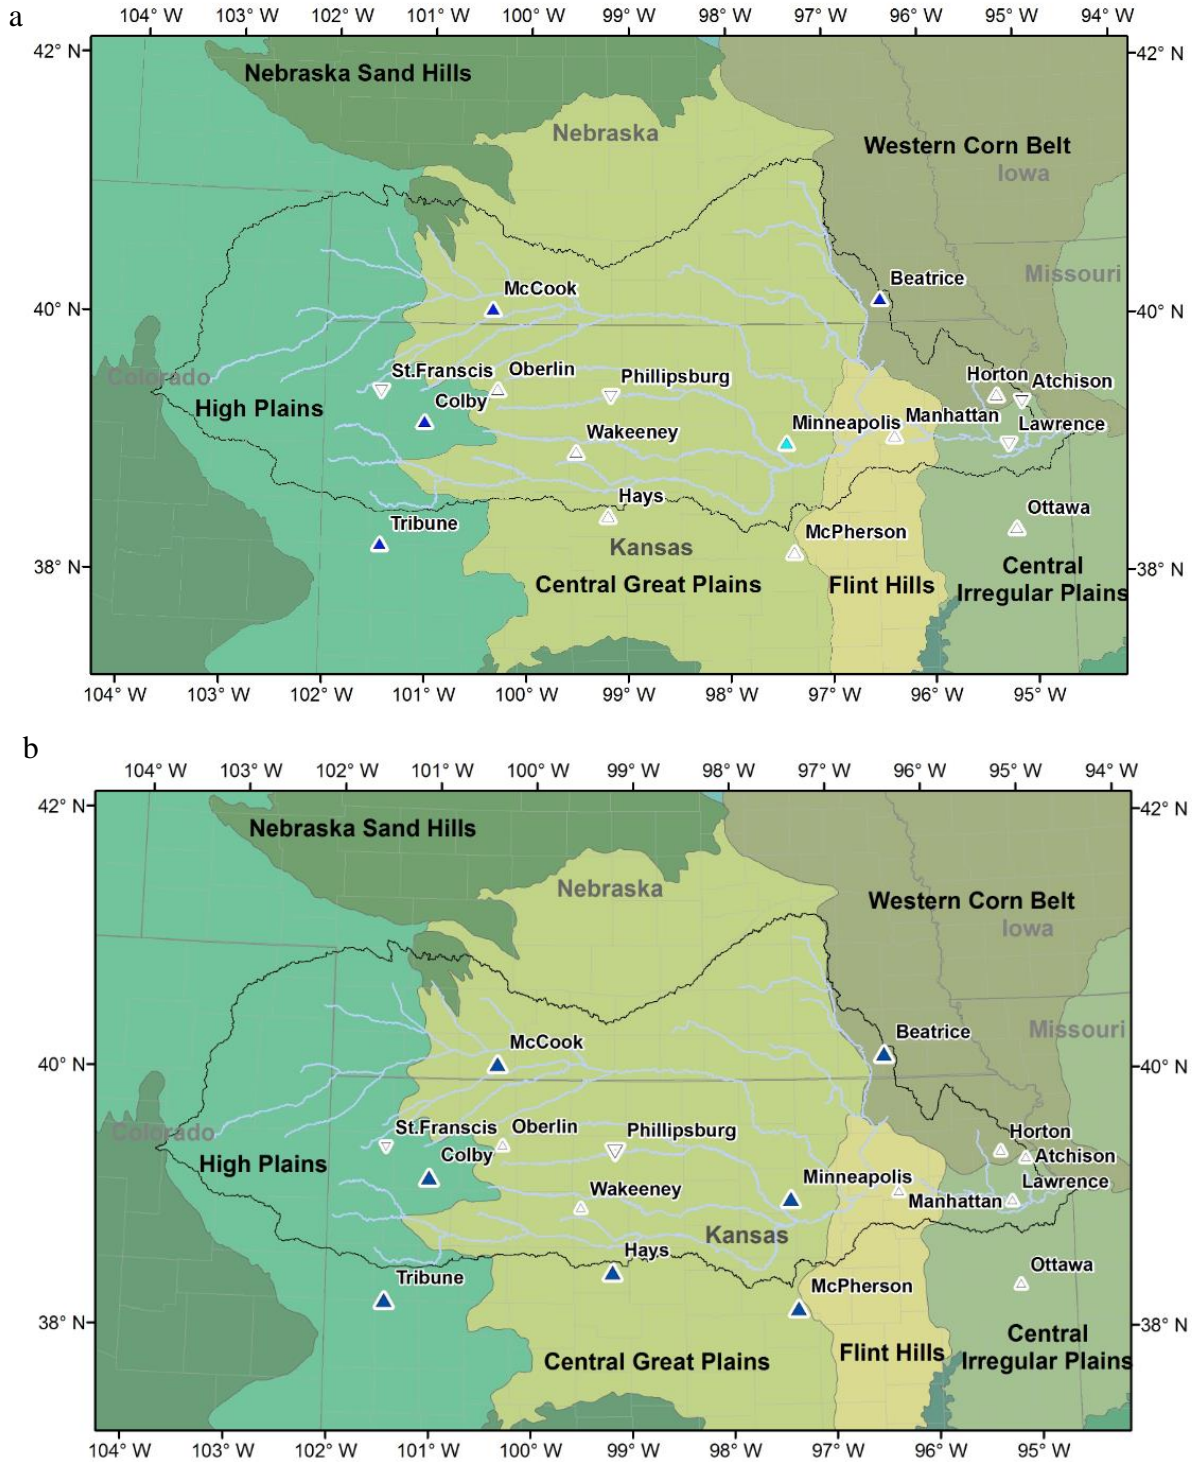 a
104° W 103° W 102° W 101° W 100° W 99° W 98° W 97° W 96° W 95° W 94° W
42° N 42° N
Nebraska Sand Hills
Nebraska
Western Corn Belt
Iowa
Missouri
Beatrice
McCook
40° N 40° N
Colorado
St.Franscis Oberlin
Phillipsburg
Horton Atchison
High Plains
Colby
Minneapolis Manhattan
Lawrence
Wakeeney
Hays
Ottawa
Tribune
McPherson
Kansas
38° N 38° N
Central Great Plains
Flint Hills
Central
Irregular Plains
104° W 103° W 102° W 101° W 100° W 99° W 98° W 97° W 96° W 95° W
b
104° W 103° W 102° W 101° W 100° W 99° W 98° W 97° W 96° W 95° W 94° W
42° N 42° N
Nebraska Sand Hills
Nebraska
Western Corn Belt
Iowa
Missouri
Beatrice
McCook
40° N 40° N
Colorado
St.Franscis Oberlin
Phillipsburg
Horton
High Plains
Colby
Atchison
Minneapolis
Lawrence
Wakeeney
Manhattan
Kansas
Hays
Ottawa
Tribune
McPherson
38° N 38° N
Central Great Plains
Flint Hills
Central
Irregular Plains
104° W 103° W 102° W 101° W 100° W 99° W 98° W 97° W 96° W 95° W